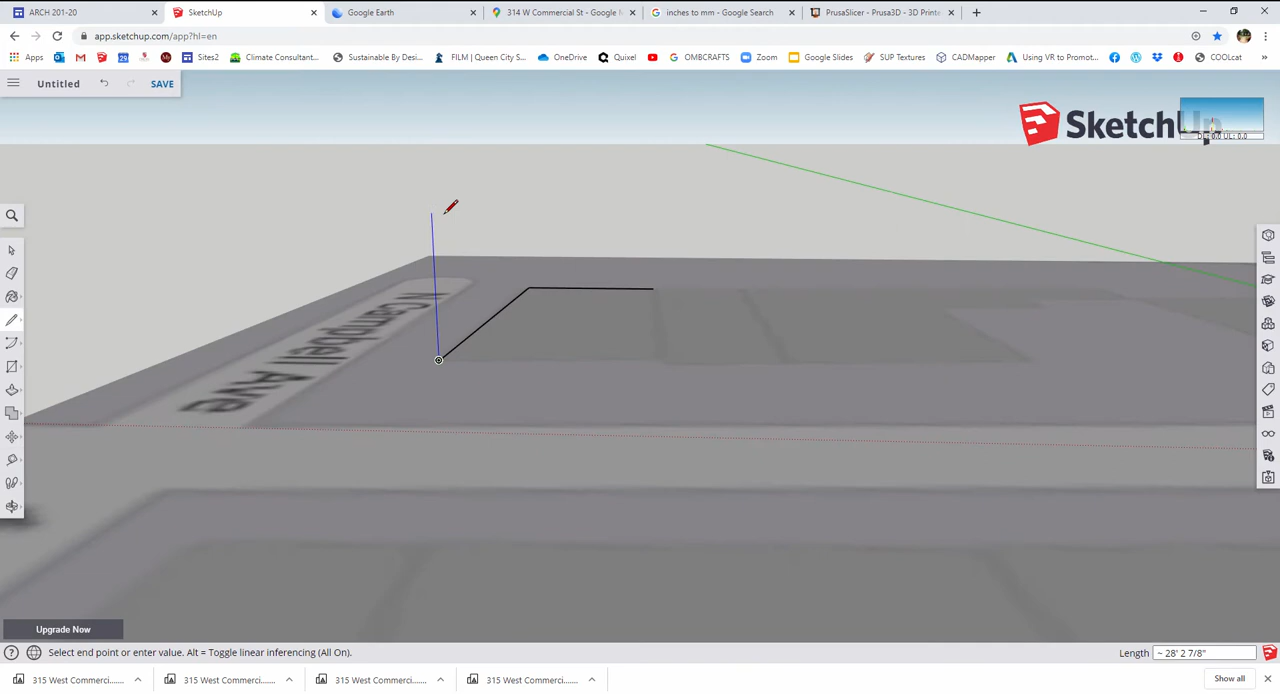 ARCH 201-20
SketchUp
Google Earth
314 W Commercial St - Google M
inches to mm - Google Search
PrusaSlicer - Prusa3D - 3D Printe
app.sketchup.com/app?hl=en
Apps
Sites2
Climate Consultant...
Sustainable By Desi...
FILM | Queen City S...
OneDrive
Quixel
OMBCRAFTS
Zoom
Google Slides
SUP Textures
CADMapper
Using VR to Promot...
COOLcat
»
Untitled
SAVE
SketchUp
N Campbell Ave
Upgrade Now
Select end point or enter value. Alt = Toggle linear inferencing (All On).
Length
~ 28' 2 7/8"
315 West Commerci.......
315 West Commerci.......
315 West Commerci.......
315 West Commerci.......
Show all